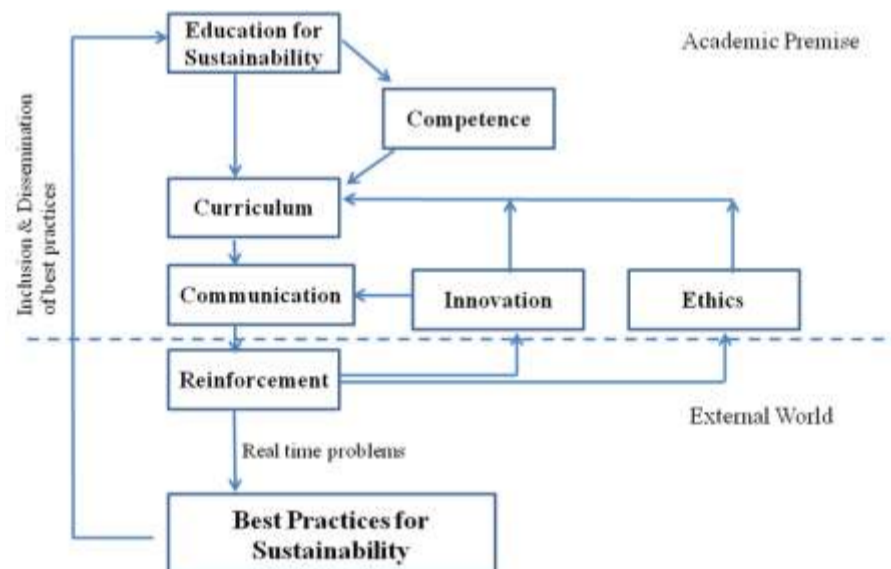 Education for
Sustainability
Academic Premise
Competence
Inclusion & Dissemination
of best practices
Curriculum
Communication
Innovation
Ethics
Reinforcement
External World
Real time problems
Best Practices for
Sustainability